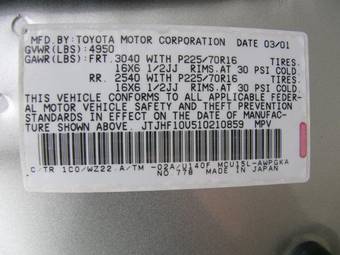 MFD.BY:TOYOTA MOTOR CORPORATION DATE 03/01
GVWR(LBS):4950
GAWR(LBS):FRT.3040 WITH P225/70R16 TIRES.
16X6 1/2JJ RIMS.AT 30 PSI COLD.
RR. 2540 WITH P225/70R16 TIRES.
16X6 1/2JJ RIMS.AT 30 PSI COLD.
THIS VEHICLE CONFORMS TO ALL APPLICABLE FEDER-
AL MOTOR VEHICLE SAFETY AND THEFT PREVENTION
STANDARDS IN EFFECT ON THE DATE OF MANUFAC-
TURE SHOWN ABOVE. JTJHF10U510210859 MPV
C/TR 1C0/WZ22 A/TM -02A/U140F MCU15L-AWPGKA
NO 778 MADE IN JAPAN